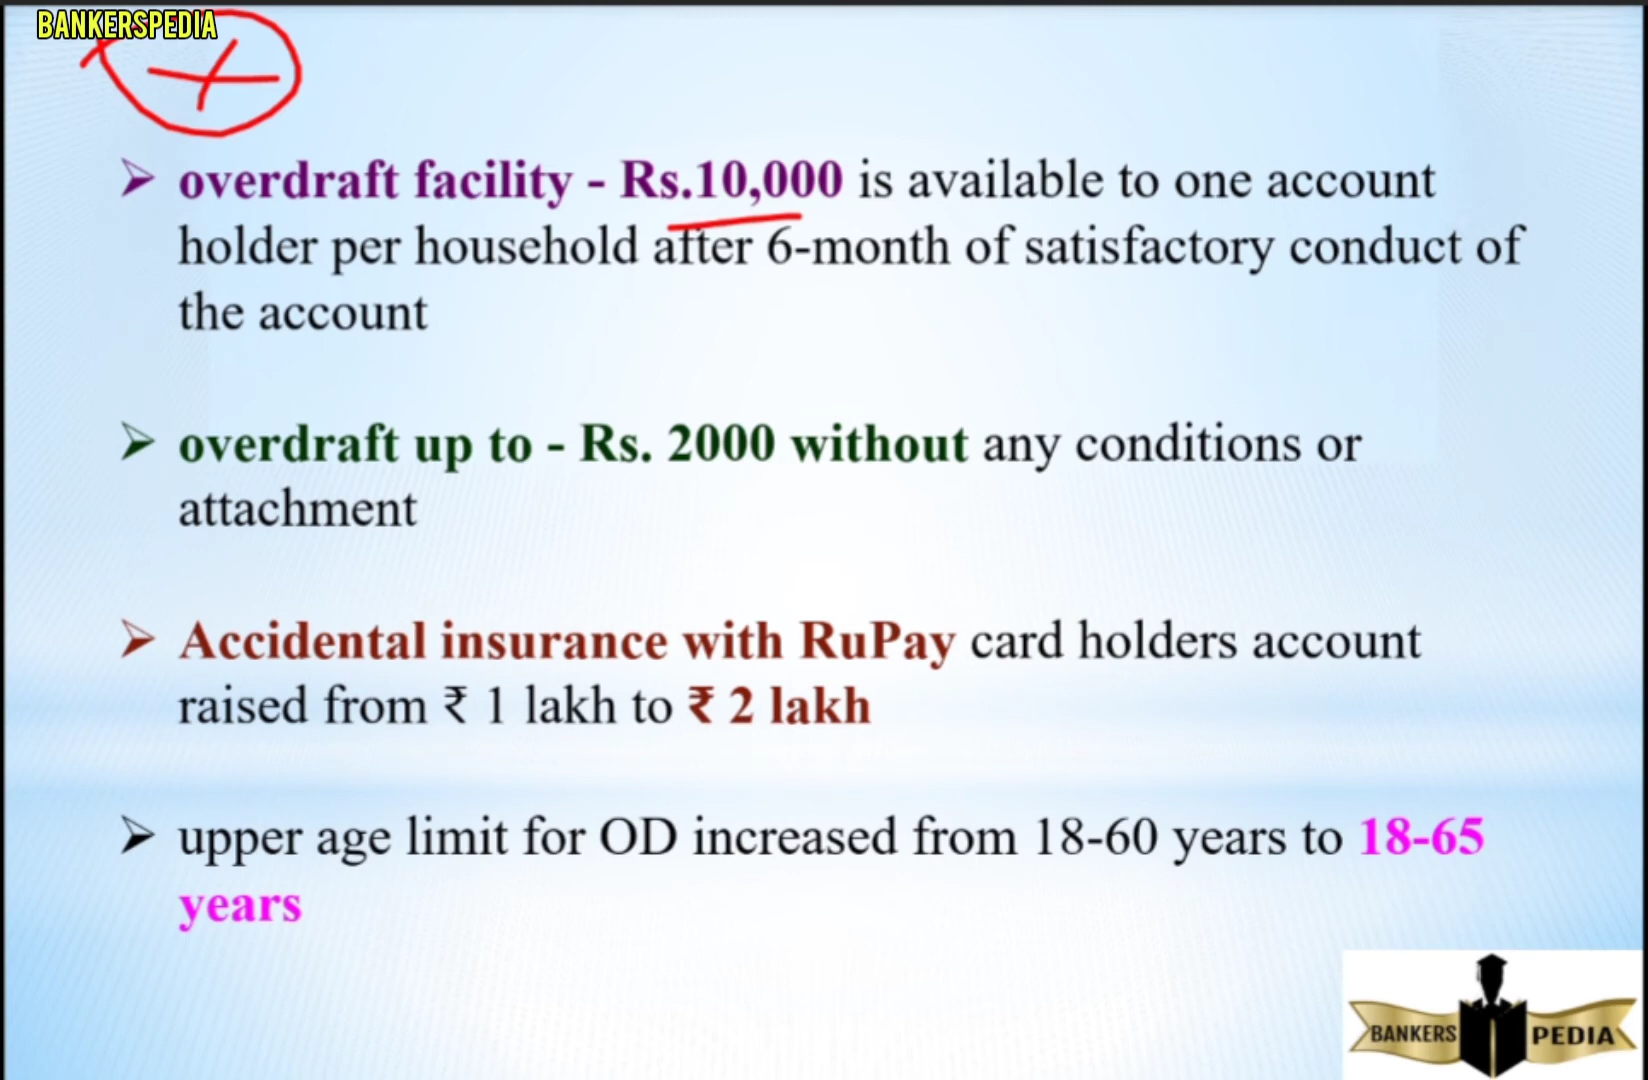 BANKERSPEDIA
➢ overdraft facility - Rs.10,000 is available to one account
holder per household after 6-month of satisfactory conduct of
the account
➢ overdraft up to - Rs. 2000 without any conditions or
attachment
➢ Accidental insurance with RuPay card holders account
raised from ₹ 1 lakh to ₹ 2 lakh
➢ upper age limit for OD increased from 18-60 years to 18-65
years
BANKERS PEDIA